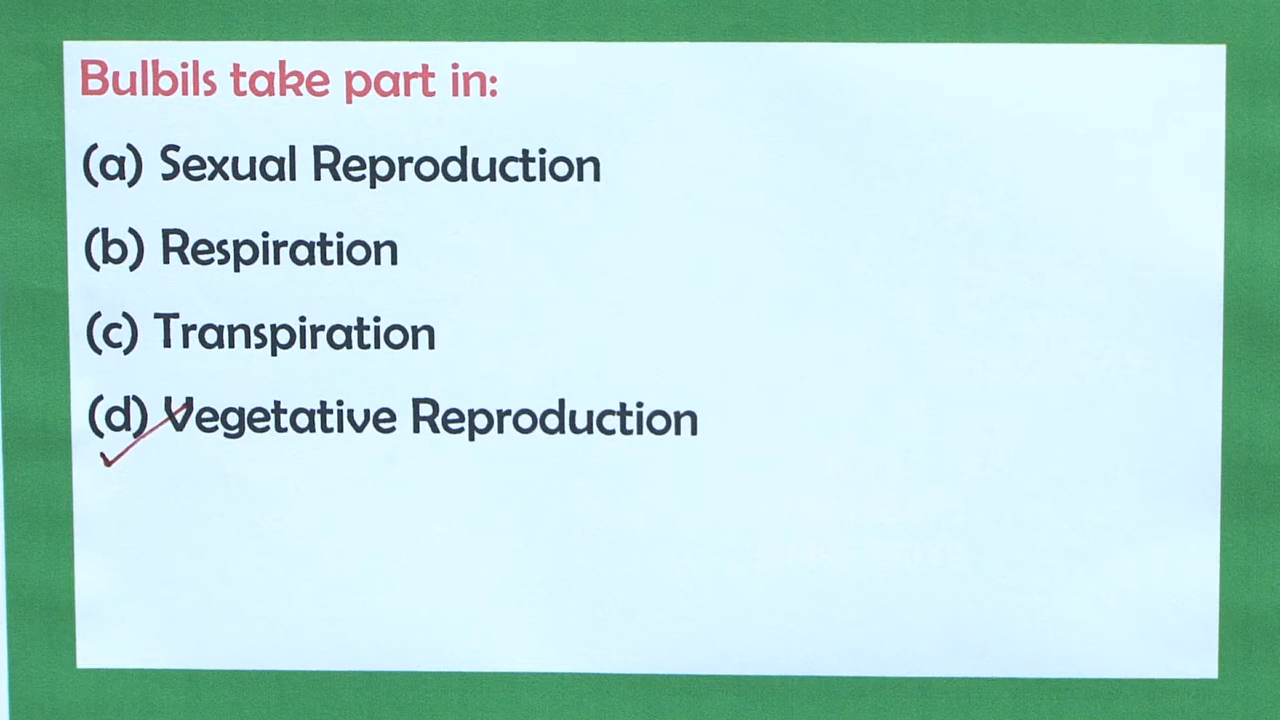 Bulbils take part in:
(a) Sexual Reproduction
(b) Respiration
(c) Transpiration
(d) Vegetative Reproduction